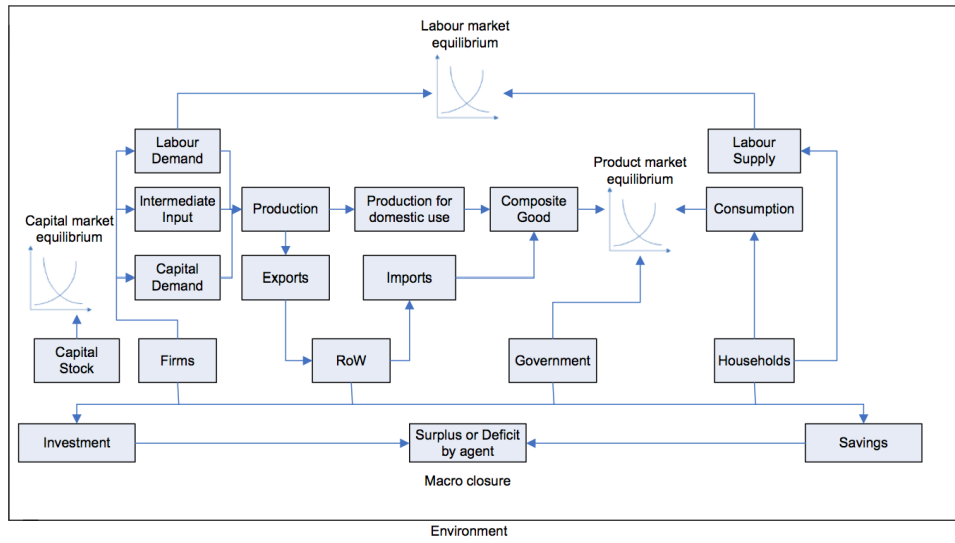 Labour market
equilibrium
Labour
Demand
Labour
Supply
Product market
equilibrium
Intermediate
Input
Production
Production for
domestic use
Composite
Good
Consumption
Capital market
equilibrium
Capital
Demand
Exports
Imports
Capital
Stock
Firms
RoW
Government
Households
Investment
Surplus or Deficit
by agent
Savings
Macro closure
Environment